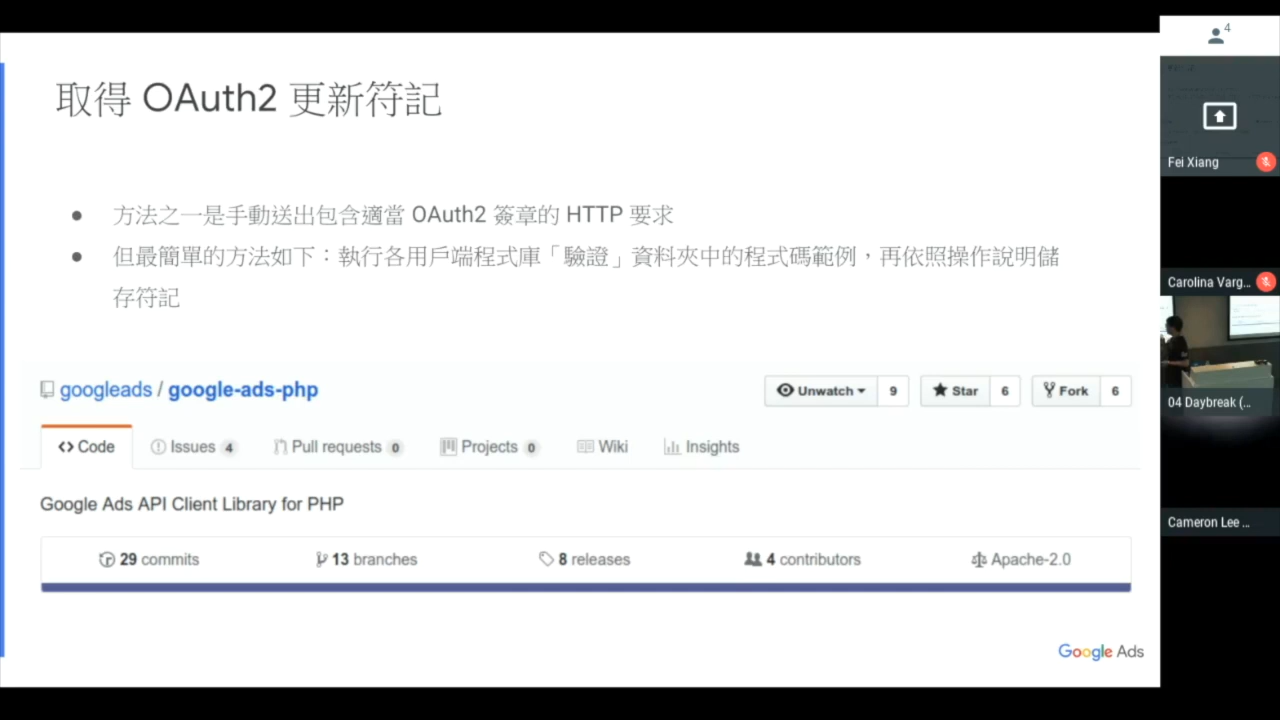 取得 OAuth2 更新符記
● 方法之一是手動送出包含適當 OAuth2 簽章的 HTTP 要求
● 但最簡單的方法如下：執行各用戶端程式庫「驗證」資料夾中的程式碼範例，再依照操作說明儲
存符記
googleads / google-ads-php
Unwatch 9 Star 6 Fork 6
<> Code Issues 4 Pull requests 0 Projects 0 Wiki Insights
Google Ads API Client Library for PHP
29 commits 13 branches 8 releases 4 contributors Apache-2.0
Google Ads
4
Fei Xiang
Carolina Varg...
04 Daybreak (...
Cameron Lee ...